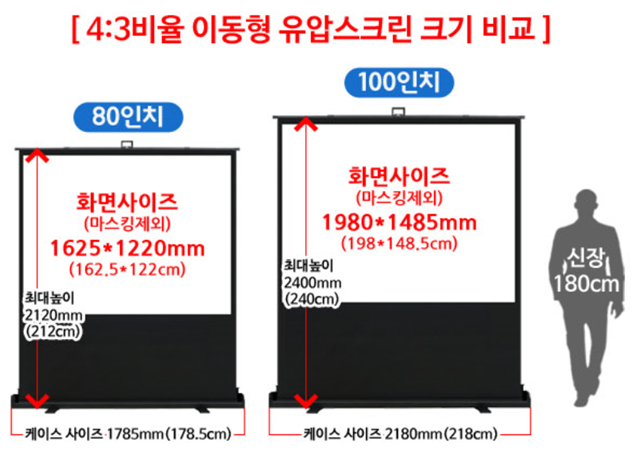 [ 4:3비율 이동형 유압스크린 크기 비교 ]
80인치
화면사이즈
(마스킹제외)
1625*1220mm
(162.5*122cm)
최대높이
2120mm
(212cm)
케이스 사이즈 1785mm(178.5cm)
100인치
화면사이즈
(마스킹제외)
1980*1485mm
(198*148.5cm)
최대높이
2400mm
(240cm)
케이스 사이즈 2180mm(218cm)
신장
180cm